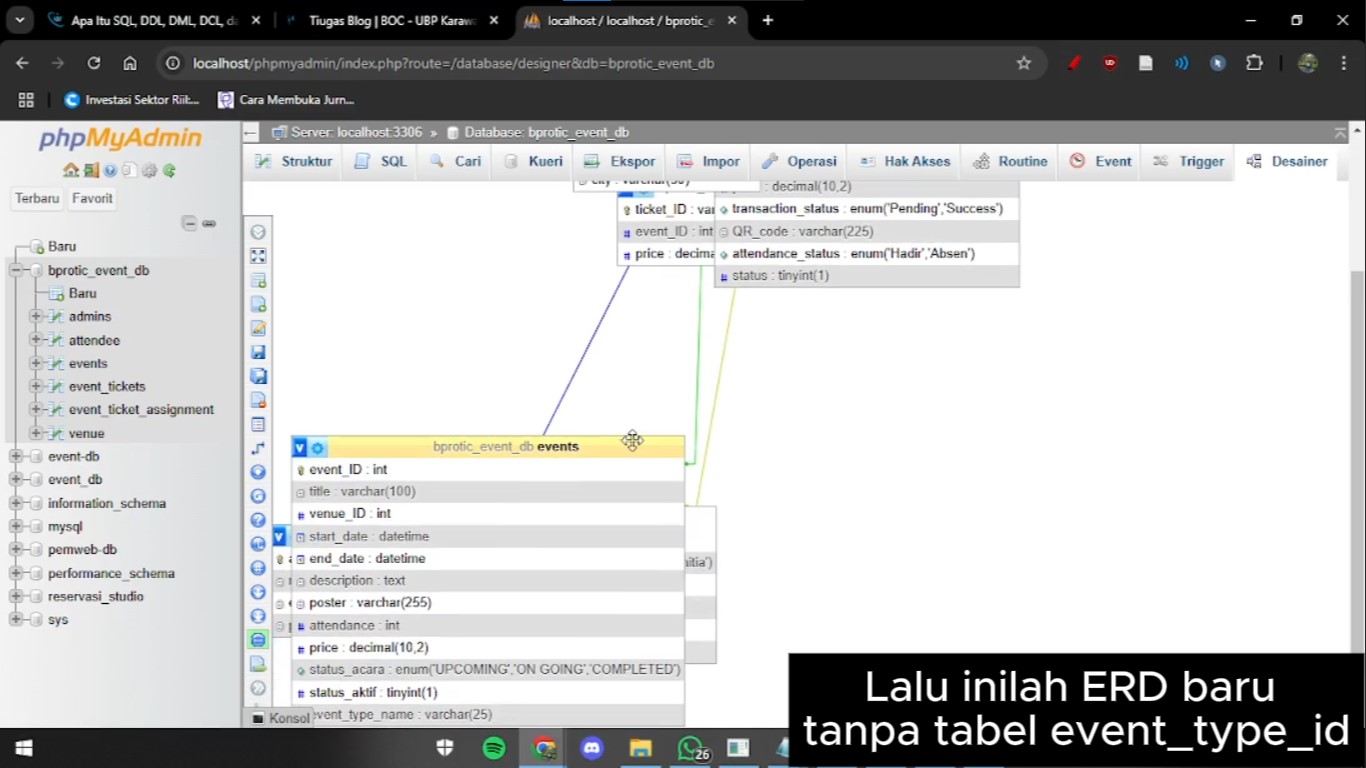 Apa Itu SQL, DDL, DML, DCL, da
Tiugas Blog | BOC - UBP Karawa
localhost / localhost / bprotic_e
localhost/phpmyadmin/index.php?route=/database/designer&db=bprotic_event_db
Investasi Sektor Riil:...
Cara Membuka Jurn...
phpMyAdmin
Terbaru
Favorit
Baru
bprotic_event_db
Baru
admins
attendee
events
event_tickets
event_ticket_assignment
venue
event-db
event_db
information_schema
mysql
pemweb-db
performance_schema
reservasi_studio
sys
Server: localhost:3306 » Database: bprotic_event_db
Struktur
SQL
Cari
Kueri
Ekspor
Impor
Operasi
Hak Akses
Routine
Event
Trigger
Desainer
city : varchar(50)
ticket_ID : var
event_ID : int
price : decima
: decimal(10,2)
transaction_status : enum('Pending','Success')
QR_code : varchar(225)
attendance_status : enum('Hadir','Absen')
status : tinyint(1)
bprotic_event_db events
event_ID : int
title : varchar(100)
venue_ID : int
start_date : datetime
end_date : datetime
description : text
poster : varchar(255)
attendance : int
price : decimal(10,2)
status_acara : enum('UPCOMING','ON GOING','COMPLETED')
status_aktif : tinyint(1)
event_type_name : varchar(25)
nitia')
Konsol
26
Lalu inilah ERD baru
tanpa tabel event_type_id